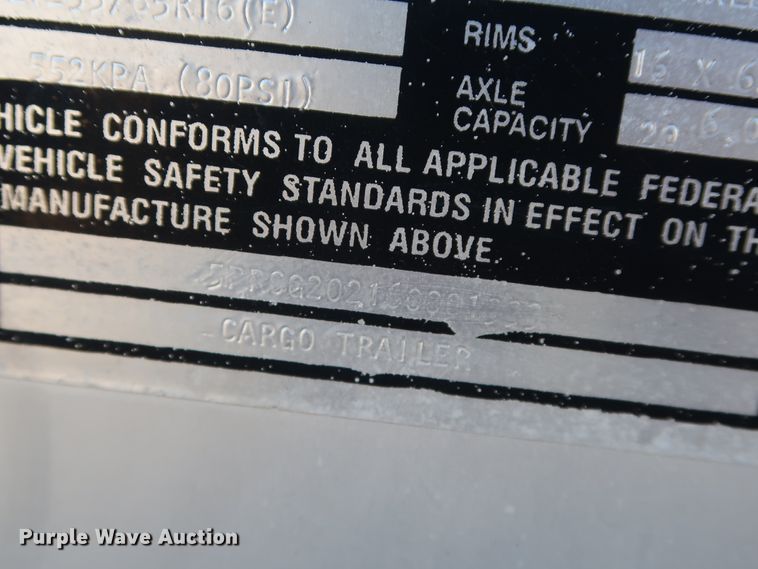 RIMS
552KPA (80PSI)
AXLE
CAPACITY
HICLE CONFORMS TO ALL APPLICABLE FEDERA
VEHICLE SAFETY STANDARDS IN EFFECT ON TH
MANUFACTURE SHOWN ABOVE.
CARGO TRAILER
Purple Wave Auction